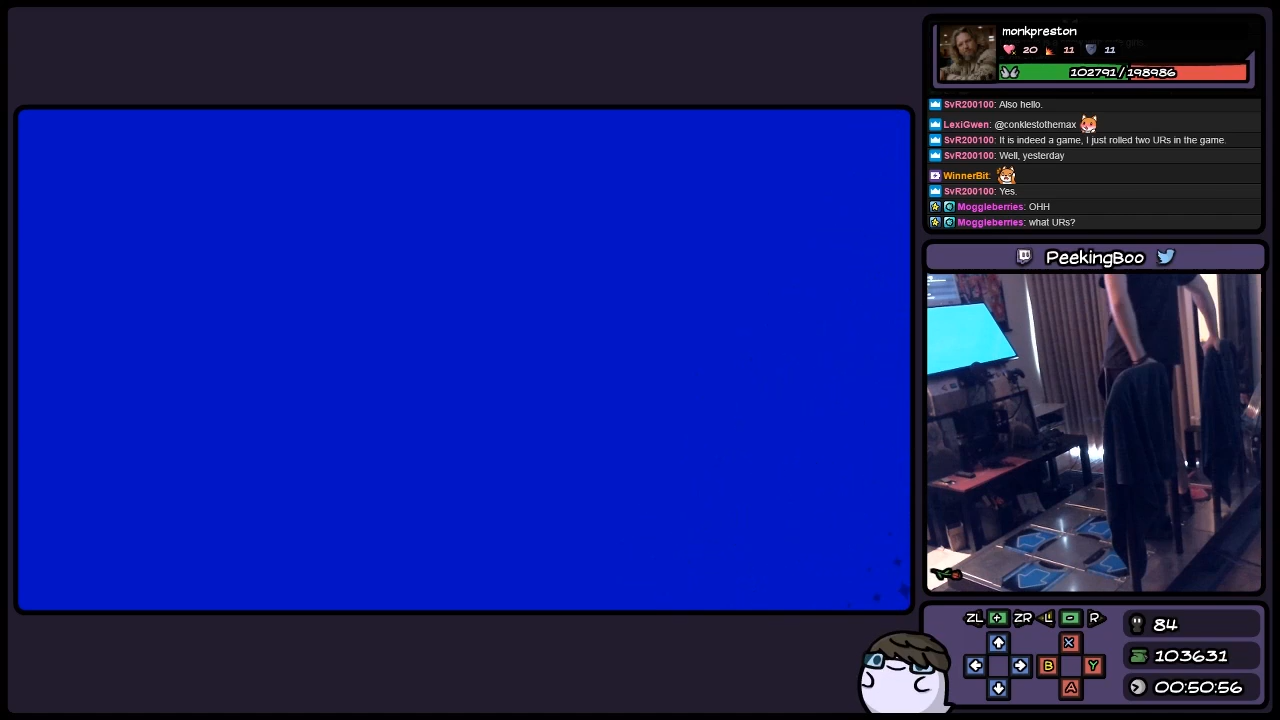 monkpreston
20 11 11
102791/198986
SvR200100: Also hello.
LexiGwen: @conklestothemax
SvR200100: It is indeed a game, I just rolled two URs in the game.
SvR200100: Well, yesterday
WinnerBit:
SvR200100: Yes.
Moggleberries: OHH
Moggleberries: what URs?
PeekingBoo
ZL + ZR L - R
X
B Y
A
84
103631
00:50:56